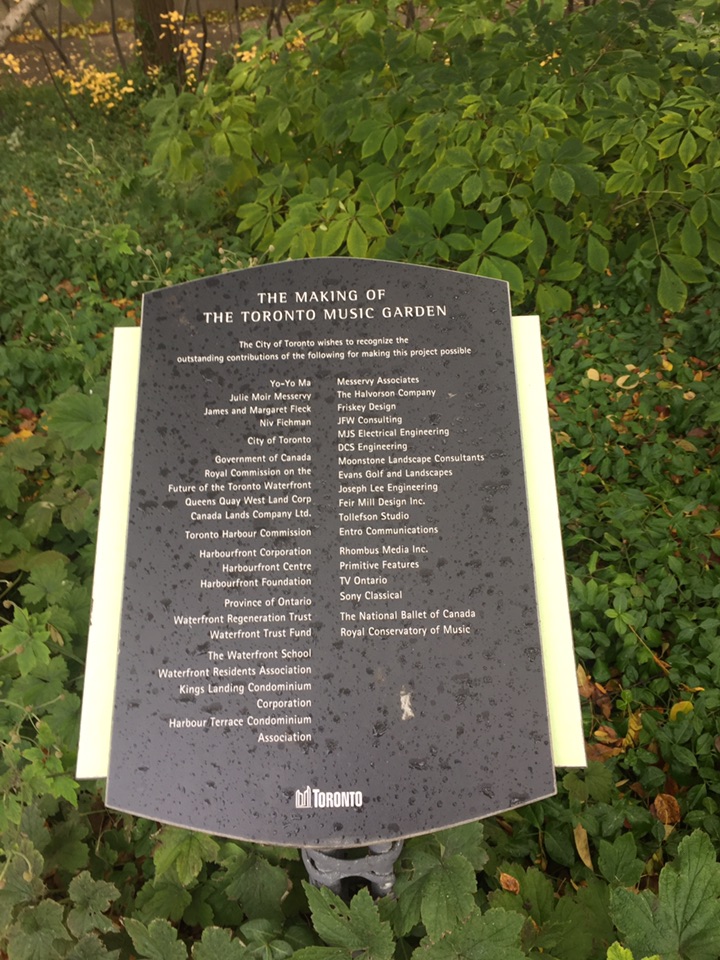 THE MAKING OF
THE TORONTO MUSIC GARDEN
The City of Toronto wishes to recognize the
outstanding contributions of the following for making this project possible
Yo-Yo Ma
Julie Moir Messervy
James and Margaret Fleck
Niv Fichman
City of Toronto
Government of Canada
Royal Commission on the
Future of the Toronto Waterfront
Queens Quay West Land Corp
Canada Lands Company Ltd.
Toronto Harbour Commission
Harbourfront Corporation
Harbourfront Centre
Harbourfront Foundation
Province of Ontario
Waterfront Regeneration Trust
Waterfront Trust Fund
The Waterfront School
Waterfront Residents Association
Kings Landing Condominium
Corporation
Harbour Terrace Condominium
Association
Messervy Associates
The Halvorson Company
Friskey Design
JFW Consulting
MJS Electrical Engineering
DCS Engineering
Moonstone Landscape Consultants
Evans Golf and Landscapes
Joseph Lee Engineering
Feir Mill Design Inc.
Tollefson Studio
Entro Communications
Rhombus Media Inc.
Primitive Features
TV Ontario
Sony Classical
The National Ballet of Canada
Royal Conservatory of Music
TORONTO